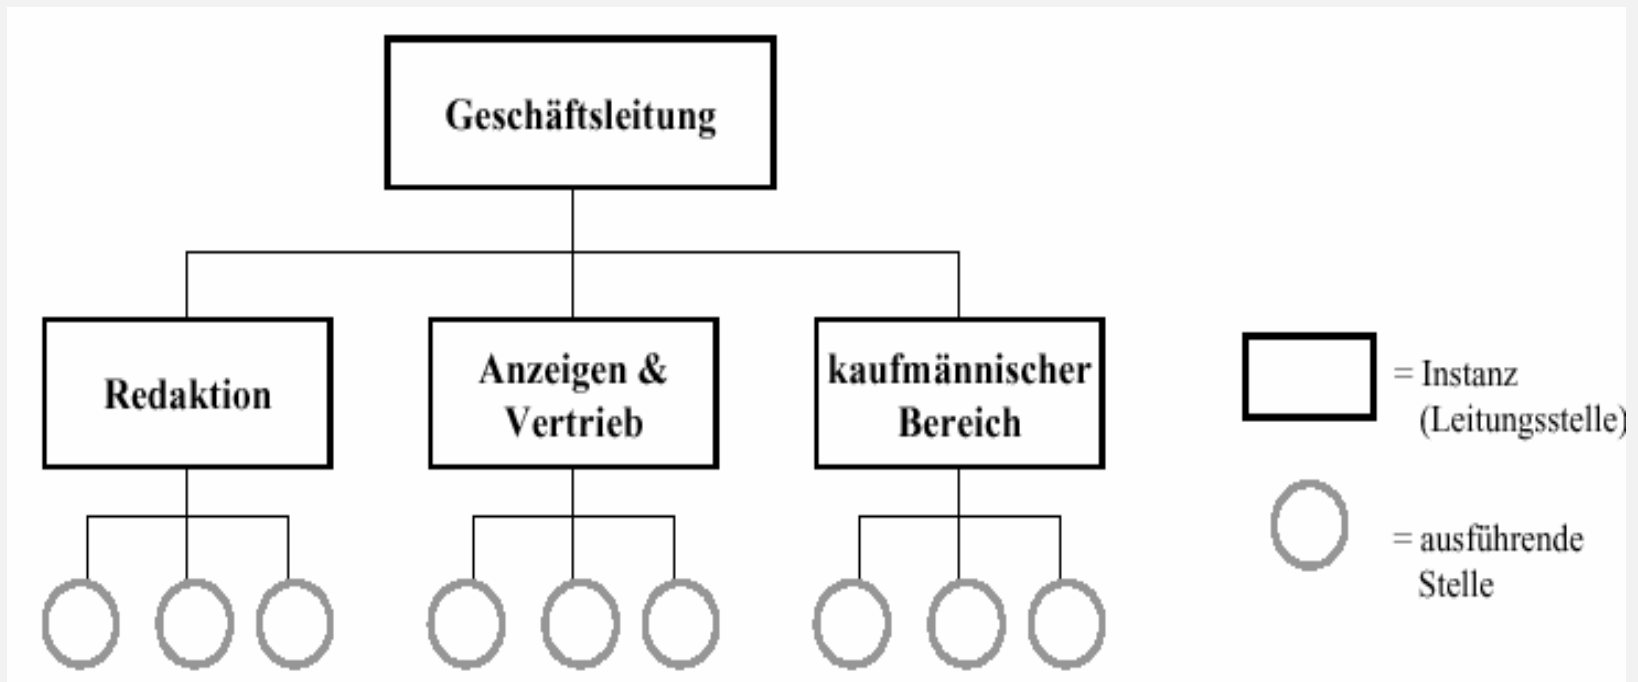 Geschäftsleitung
Redaktion
Anzeigen &
Vertrieb
kaufmännischer
Bereich
= Instanz
(Leitungsstelle)
= ausführende
Stelle